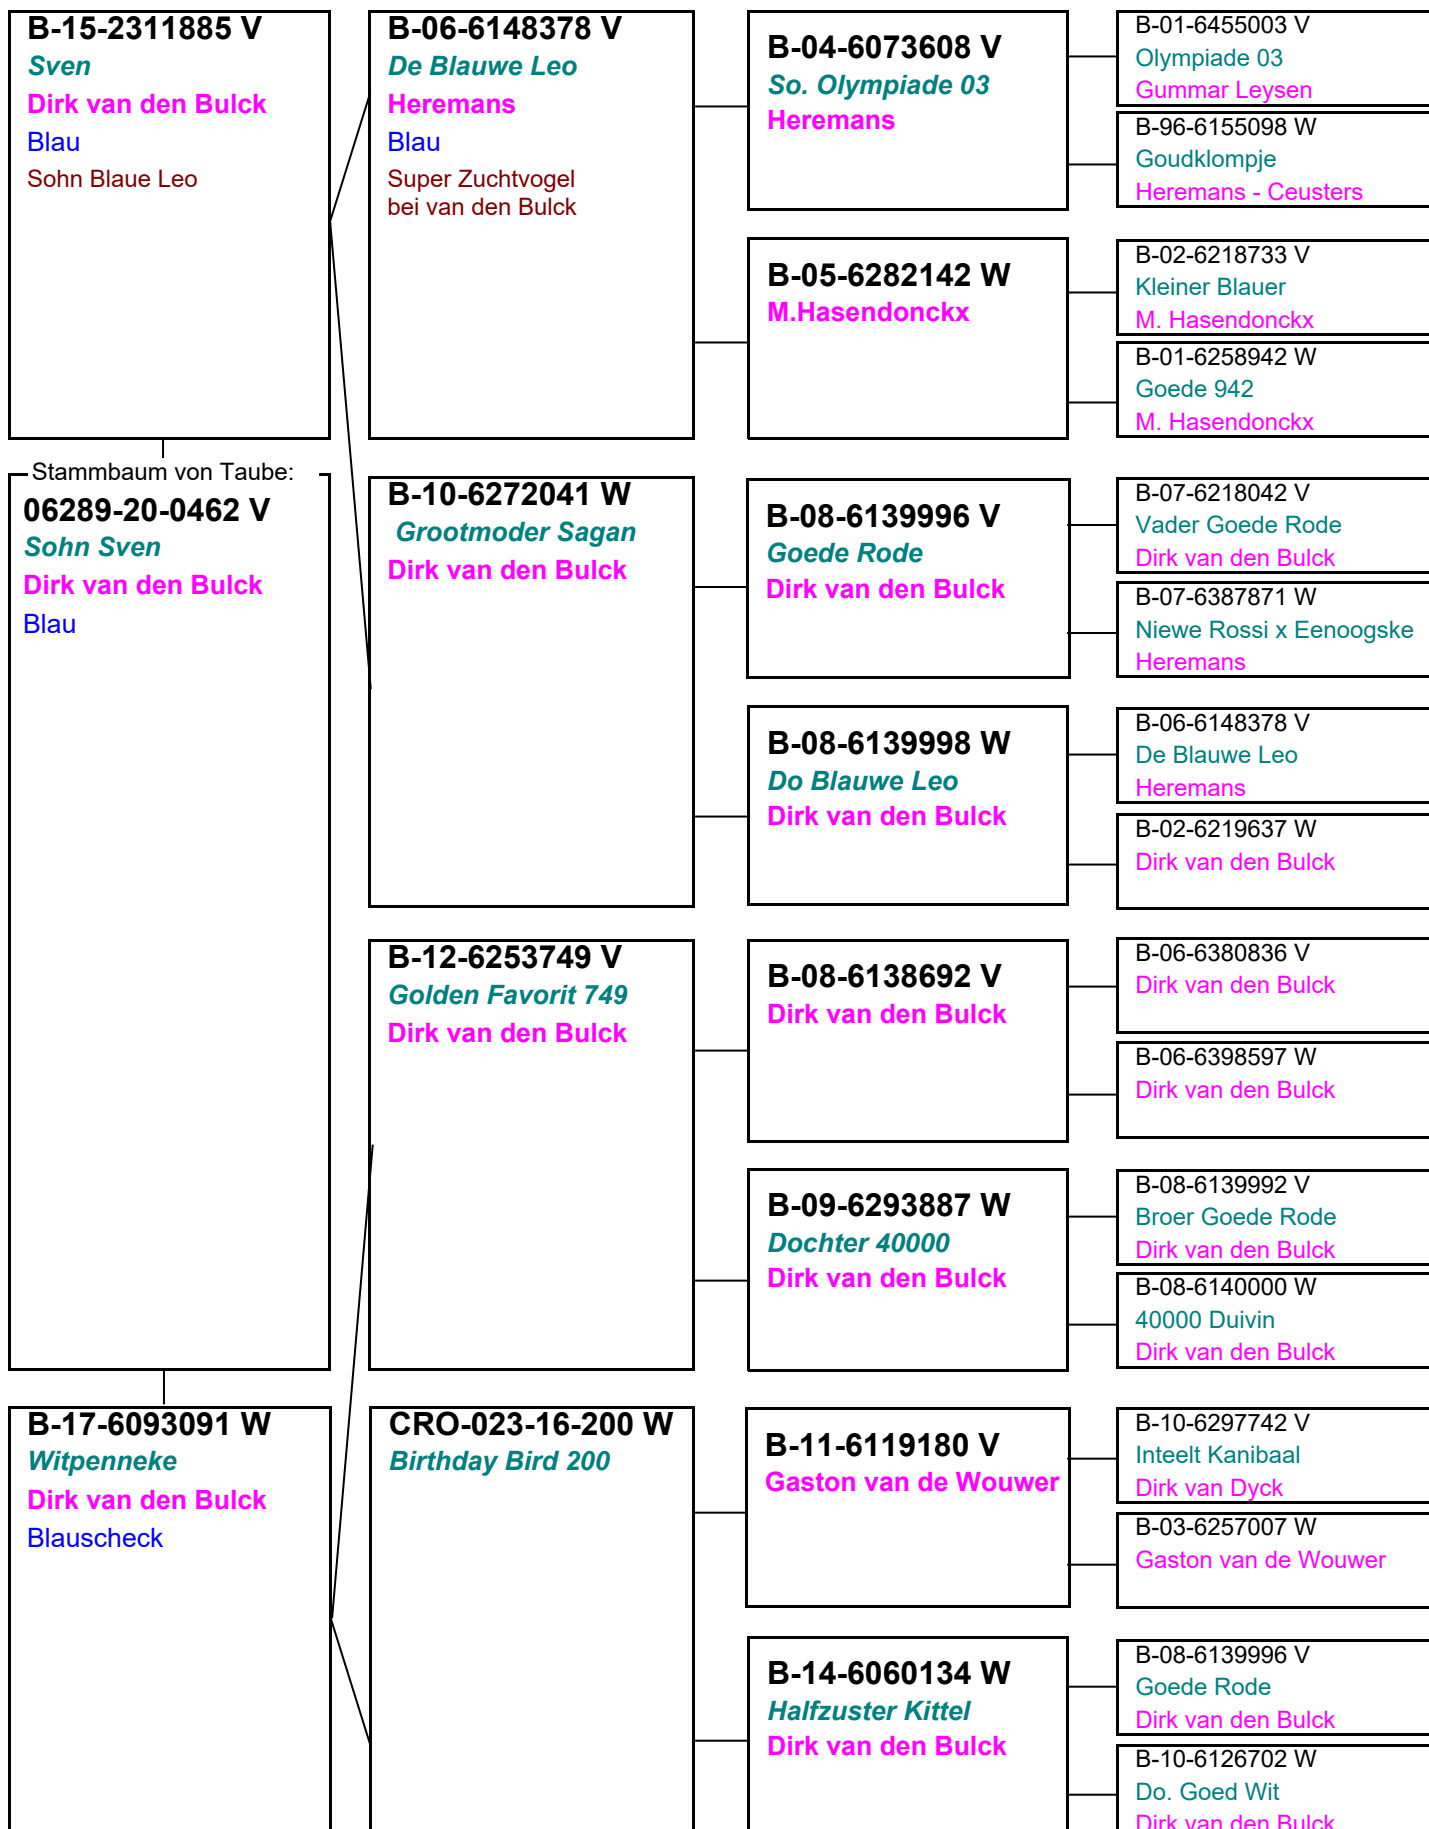 B-15-2311885 V
Sven
Dirk van den Bulck
Blau
Sohn Blaue Leo
Stammbaum von Taube:
06289-20-0462 V
Sohn Sven
Dirk van den Bulck
Blau
B-17-6093091 W
Witpenneke
Dirk van den Bulck
Blauscheck
B-06-6148378 V
De Blauwe Leo
Heremans
Blau
Super Zuchtvogel
bei van den Bulck
B-10-6272041 W
Grootmoder Sagan
Dirk van den Bulck
B-12-6253749 V
Golden Favorit 749
Dirk van den Bulck
CRO-023-16-200 W
Birthday Bird 200
B-04-6073608 V
So. Olympiade 03
Heremans
B-05-6282142 W
M.Hasendonckx
B-08-6139996 V
Goede Rode
Dirk van den Bulck
B-08-6139998 W
Do Blauwe Leo
Dirk van den Bulck
B-08-6138692 V
Dirk van den Bulck
B-09-6293887 W
Dochter 40000
Dirk van den Bulck
B-11-6119180 V
Gaston van de Wouwer
B-14-6060134 W
Halfzuster Kittel
Dirk van den Bulck
B-01-6455003 V
Olympiade 03
Gummar Leysen
B-96-6155098 W
Goudklompje
Heremans - Ceusters
B-02-6218733 V
Kleiner Blauer
M. Hasendonckx
B-01-6258942 W
Goede 942
M. Hasendonckx
B-07-6218042 V
Vader Goede Rode
Dirk van den Bulck
B-07-6387871 W
Niewe Rossi x Eenoogske
Heremans
B-06-6148378 V
De Blauwe Leo
Heremans
B-02-6219637 W
Dirk van den Bulck
B-06-6380836 V
Dirk van den Bulck
B-06-6398597 W
Dirk van den Bulck
B-08-6139992 V
Broer Goede Rode
Dirk van den Bulck
B-08-6140000 W
40000 Duivin
Dirk van den Bulck
B-10-6297742 V
Inteelt Kanibaal
Dirk van Dyck
B-03-6257007 W
Gaston van de Wouwer
B-08-6139996 V
Goede Rode
Dirk van den Bulck
B-10-6126702 W
Do. Goed Wit
Dirk van den Bulck